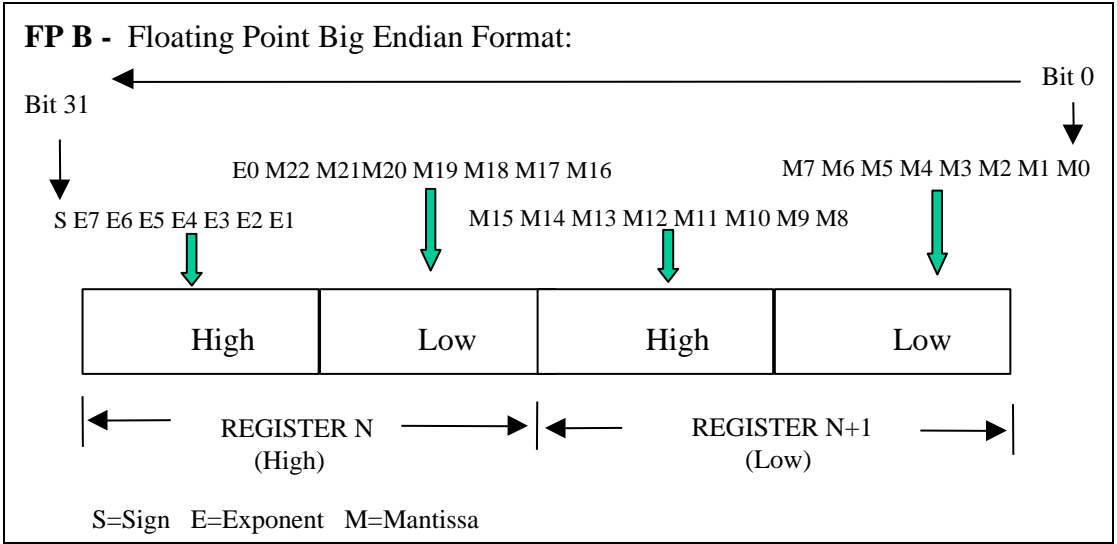 FP B - Floating Point Big Endian Format:
Bit 0
Bit 31
E0 M22 M21M20 M19 M18 M17 M16
M7 M6 M5 M4 M3 M2 M1 M0
S E7 E6 E5 E4 E3 E2 E1
M15 M14 M13 M12 M11 M10 M9 M8
High Low High Low
REGISTER N
(High)
REGISTER N+1
(Low)
S=Sign E=Exponent M=Mantissa